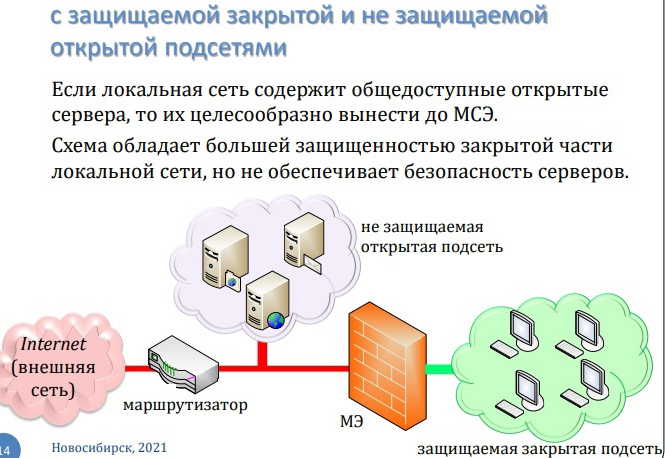 с защищаемой закрытой и не защищаемой
открытой подсетями
Если локальная сеть содержит общедоступные открытые
сервера, то их целесообразно вынести до МСЭ.
Схема обладает большей защищенностью закрытой части
локальной сети, но не обеспечивает безопасность серверов.
не защищаемая
открытая подсеть
Internet
(внешняя
сеть)
маршрутизатор
МЭ
защищаемая закрытая подсеть
14
Новосибирск, 2021